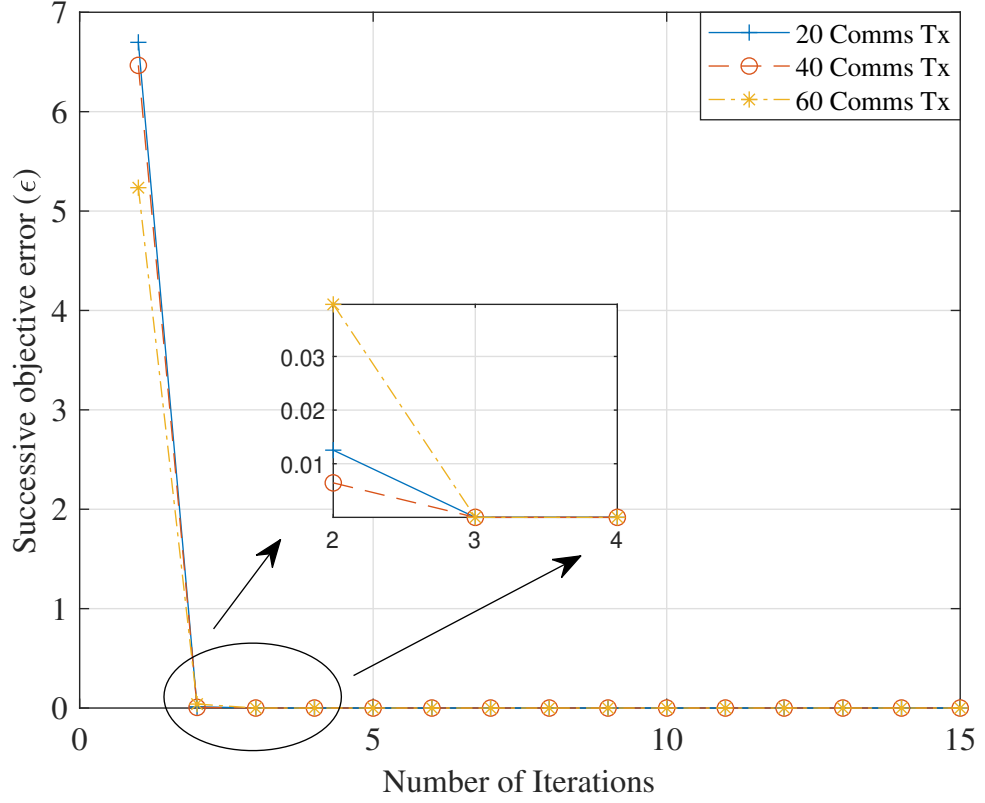 7
6
5
4
3
2
1
0
Successive objective error (ϵ)
20 Comms Tx
40 Comms Tx
60 Comms Tx
0.03
0.02
0.01
2 3 4
0 5 10 15
Number of Iterations